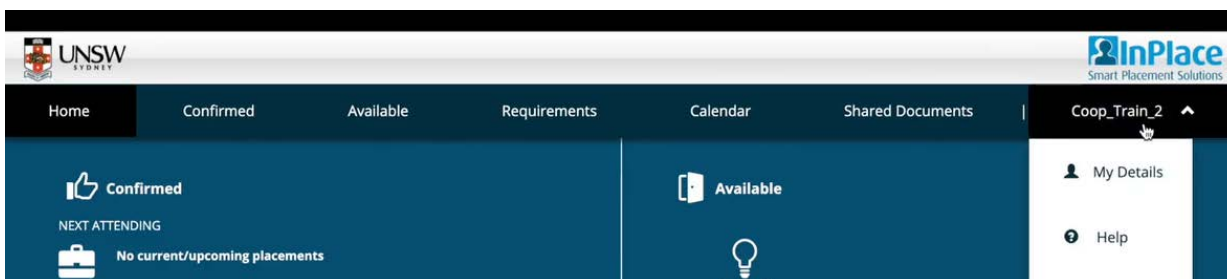 UNSW
SYDNEY
InPlace
Smart Placement Solutions
Home Confirmed Available Requirements Calendar Shared Documents | Coop_Train_2
Confirmed
NEXT ATTENDING
No current/upcoming placements
Available
My Details
Help